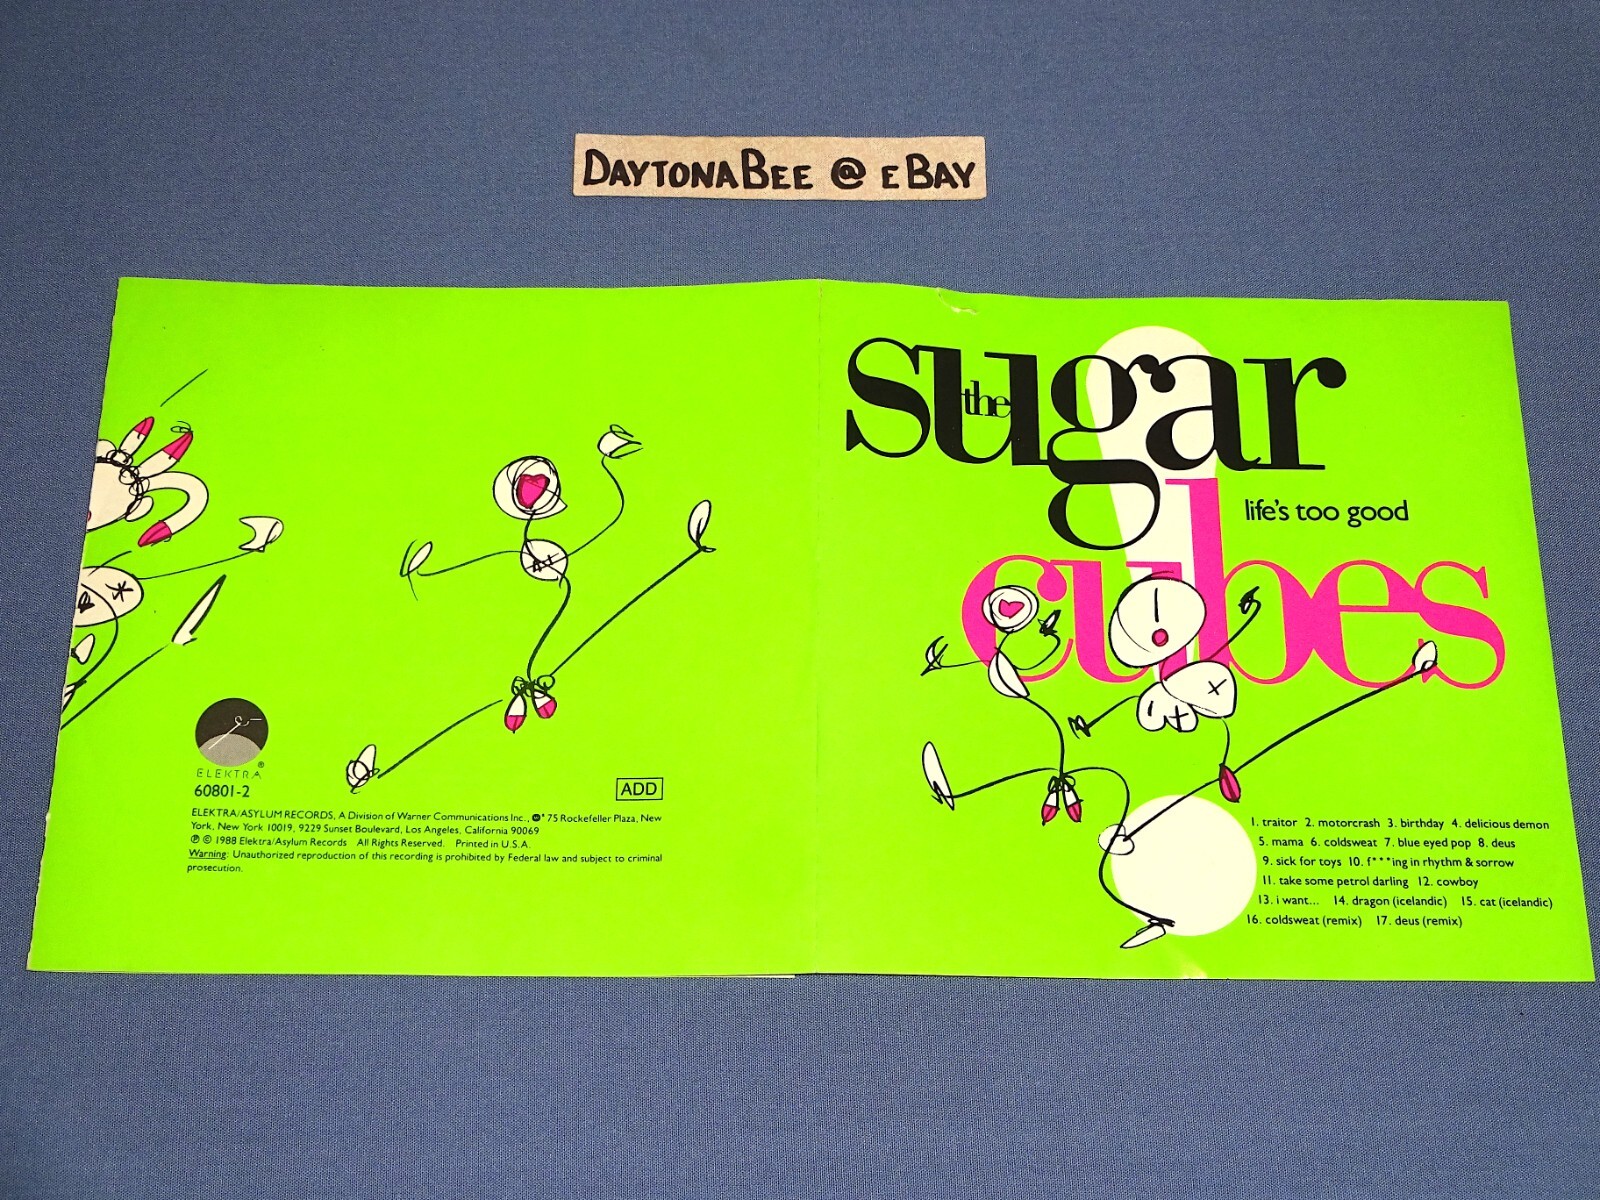 DAYTONABEE @ EBAY
the sugar
life's too good
cubes
ELEKTRA®
60801-2
ADD
ELEKTRA/ASYLUM RECORDS, A Division of Warner Communications Inc., ® 75 Rockefeller Plaza, New
York, New York 10019, 9229 Sunset Boulevard, Los Angeles, California 90069
℗ © 1988 Elektra/Asylum Records All Rights Reserved. Printed in U.S.A.
Warning: Unauthorized reproduction of this recording is prohibited by Federal law and subject to criminal
prosecution.
1. traitor 2. motorcrash 3. birthday 4. delicious demon
5. mama 6. coldsweat 7. blue eyed pop 8. deus
9. sick for toys 10. f***ing in rhythm & sorrow
11. take some petrol darling 12. cowboy
13. i want... 14. dragon (icelandic) 15. cat (icelandic)
16. coldsweat (remix) 17. deus (remix)